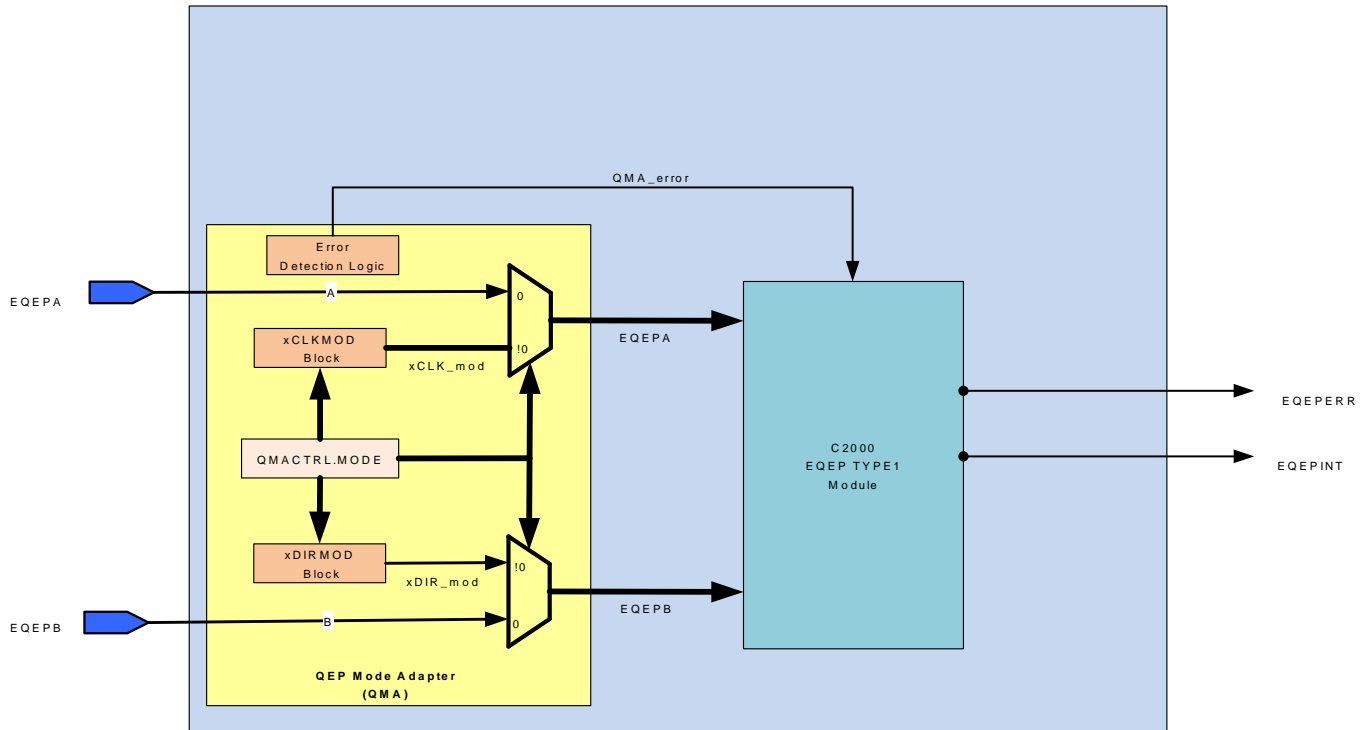 QMA_error
Error
Detection Logic
EQEPA
A
0
xCLKMOD
Block
xCLK_mod
!0
EQEPA
QMACTRL.MODE
C2000
EQEP TYPE1
Module
EQEPERR
EQEPINT
xDIRMOD
Block
xDIR_mod
!0
EQEPB
EQEPB
B
0
QEP Mode Adapter
(QMA)